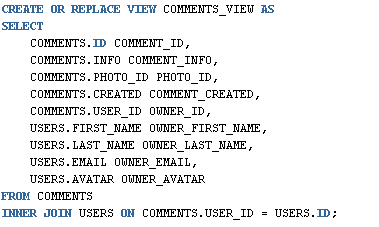 CREATE OR REPLACE VIEW COMMENTS_VIEW AS
SELECT
    COMMENTS.ID COMMENT_ID,
    COMMENTS.INFO COMMENT_INFO,
    COMMENTS.PHOTO_ID PHOTO_ID,
    COMMENTS.CREATED COMMENT_CREATED,
    COMMENTS.USER_ID OWNER_ID,
    USERS.FIRST_NAME OWNER_FIRST_NAME,
    USERS.LAST_NAME OWNER_LAST_NAME,
    USERS.EMAIL OWNER_EMAIL,
    USERS.AVATAR OWNER_AVATAR
FROM COMMENTS
INNER JOIN USERS ON COMMENTS.USER_ID = USERS.ID;